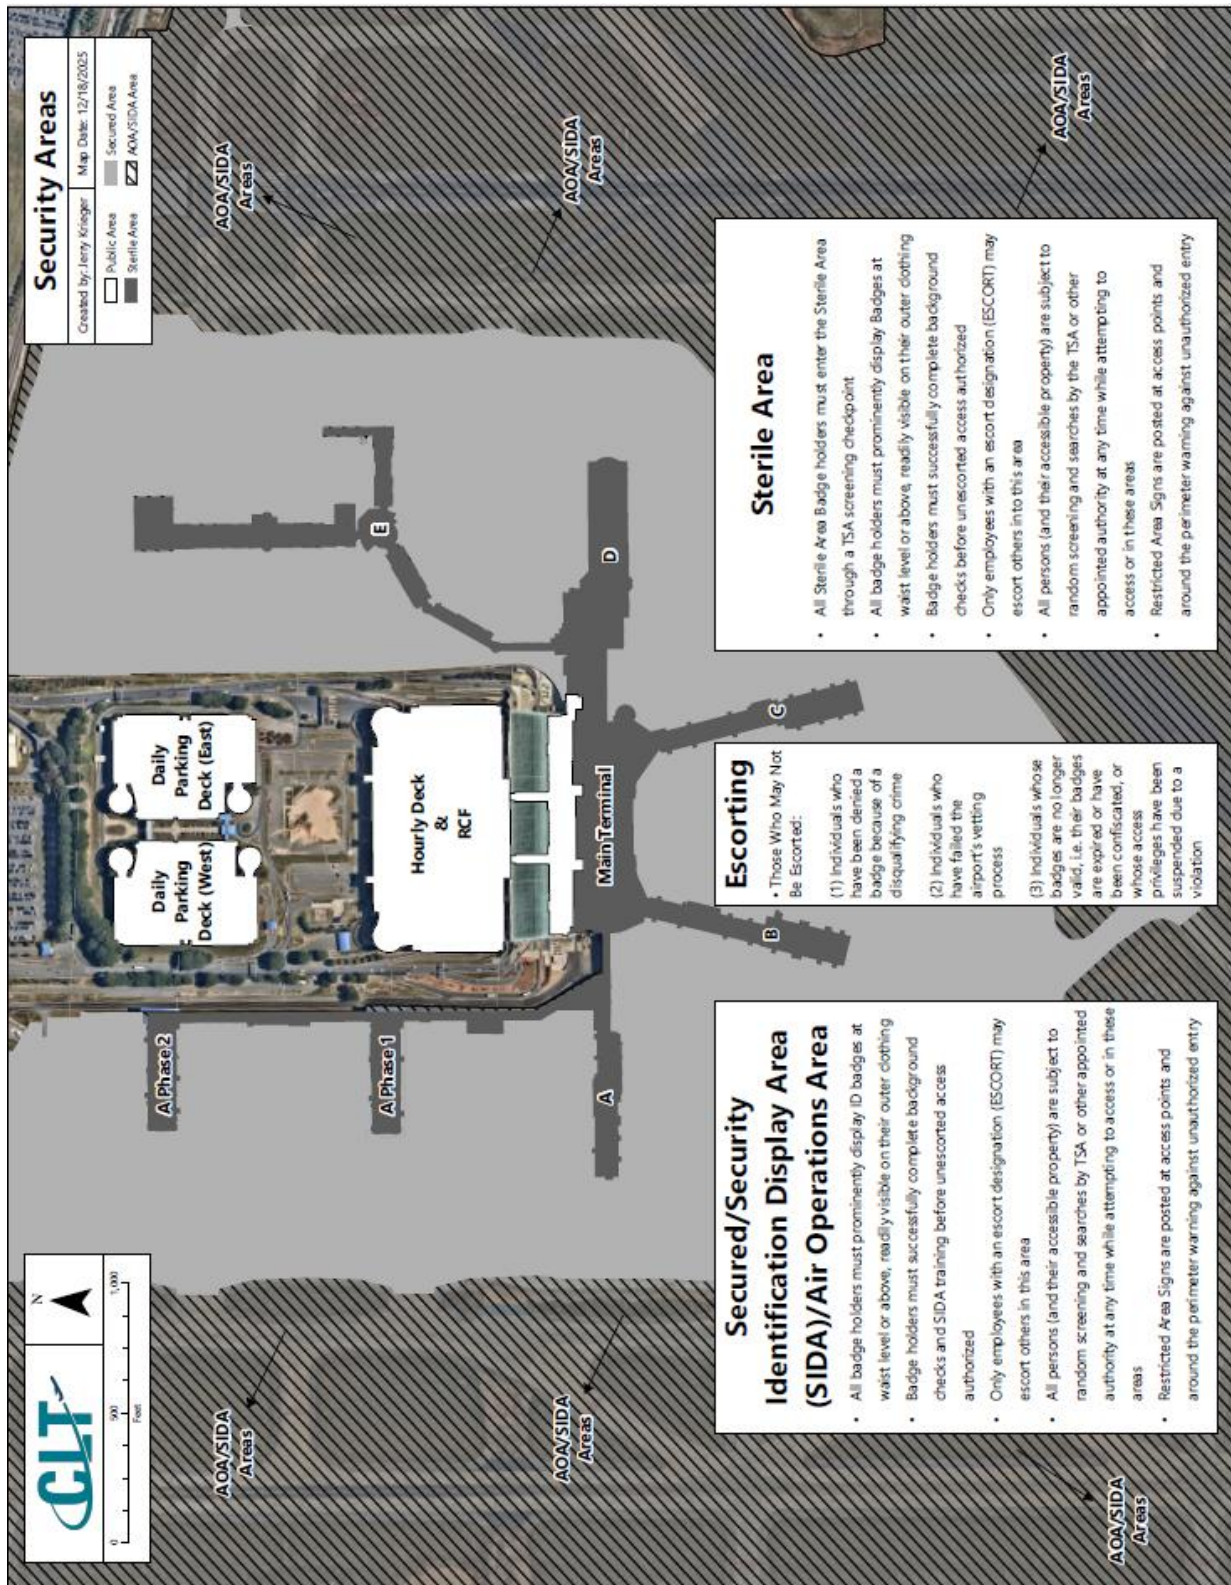 CLT
N
0 500 1,000
Feet
Security Areas
Created by: Jerry Krieger Map Date: 12/18/2025
Public Area Secured Area
Sterile Area AOA/SIDA Area
AOA/SIDA
Areas
AOA/SIDA
Areas
A Phase 2
Daily
Parking
Deck (West)
Daily
Parking
Deck (East)
A Phase 1
Hourly Deck
&
RCF
E
AOA/SIDA
Areas
AOA/SIDA
Areas
A
Main Terminal
D
B
C
AOA/SIDA
Areas
AOA/SIDA
Areas
Secured/Security
Identification Display Area
(SIDA)/Air Operations Area
• All badge holders must prominently display ID badges at
waist level or above, readily visible on their outer clothing
• Badge holders must successfully complete background
checks and SIDA training before unescorted access
authorized
• Only employees with an escort designation (ESCORT) may
escort others in this area
• All persons (and their accessible property) are subject to
random screening and searches by TSA or other appointed
authority at any time while attempting to access or in these
areas
• Restricted Area Signs are posted at access points and
around the perimeter warning against unauthorized entry
Escorting
• Those Who May Not
Be Escorted:
(1) Individuals who
have been denied a
badge because of a
disqualifying crime
(2) Individuals who
have failed the
airport's vetting
process
(3) Individuals whose
badges are no longer
valid, i.e. their badges
are expired or have
been confiscated, or
whose access
privileges have been
suspended due to a
violation
Sterile Area
• All Sterile Area Badge holders must enter the Sterile Area
through a TSA screening checkpoint
• All badge holders must prominently display Badges at
waist level or above, readily visible on their outer clothing
• Badge holders must successfully complete background
checks before unescorted access authorized
• Only employees with an escort designation (ESCORT) may
escort others in to this area
• All persons (and their accessible property) are subject to
random screening and searches by the TSA or other
appointed authority at any time while attempting to
access or in these areas
• Restricted Area Signs are posted at access points and
around the perimeter warning against unauthorized entry